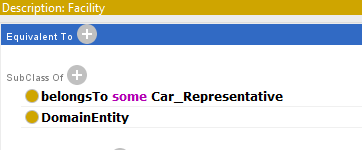 Description: Facility
Equivalent To
SubClass Of
belongsTo some Car_Representative
DomainEntity